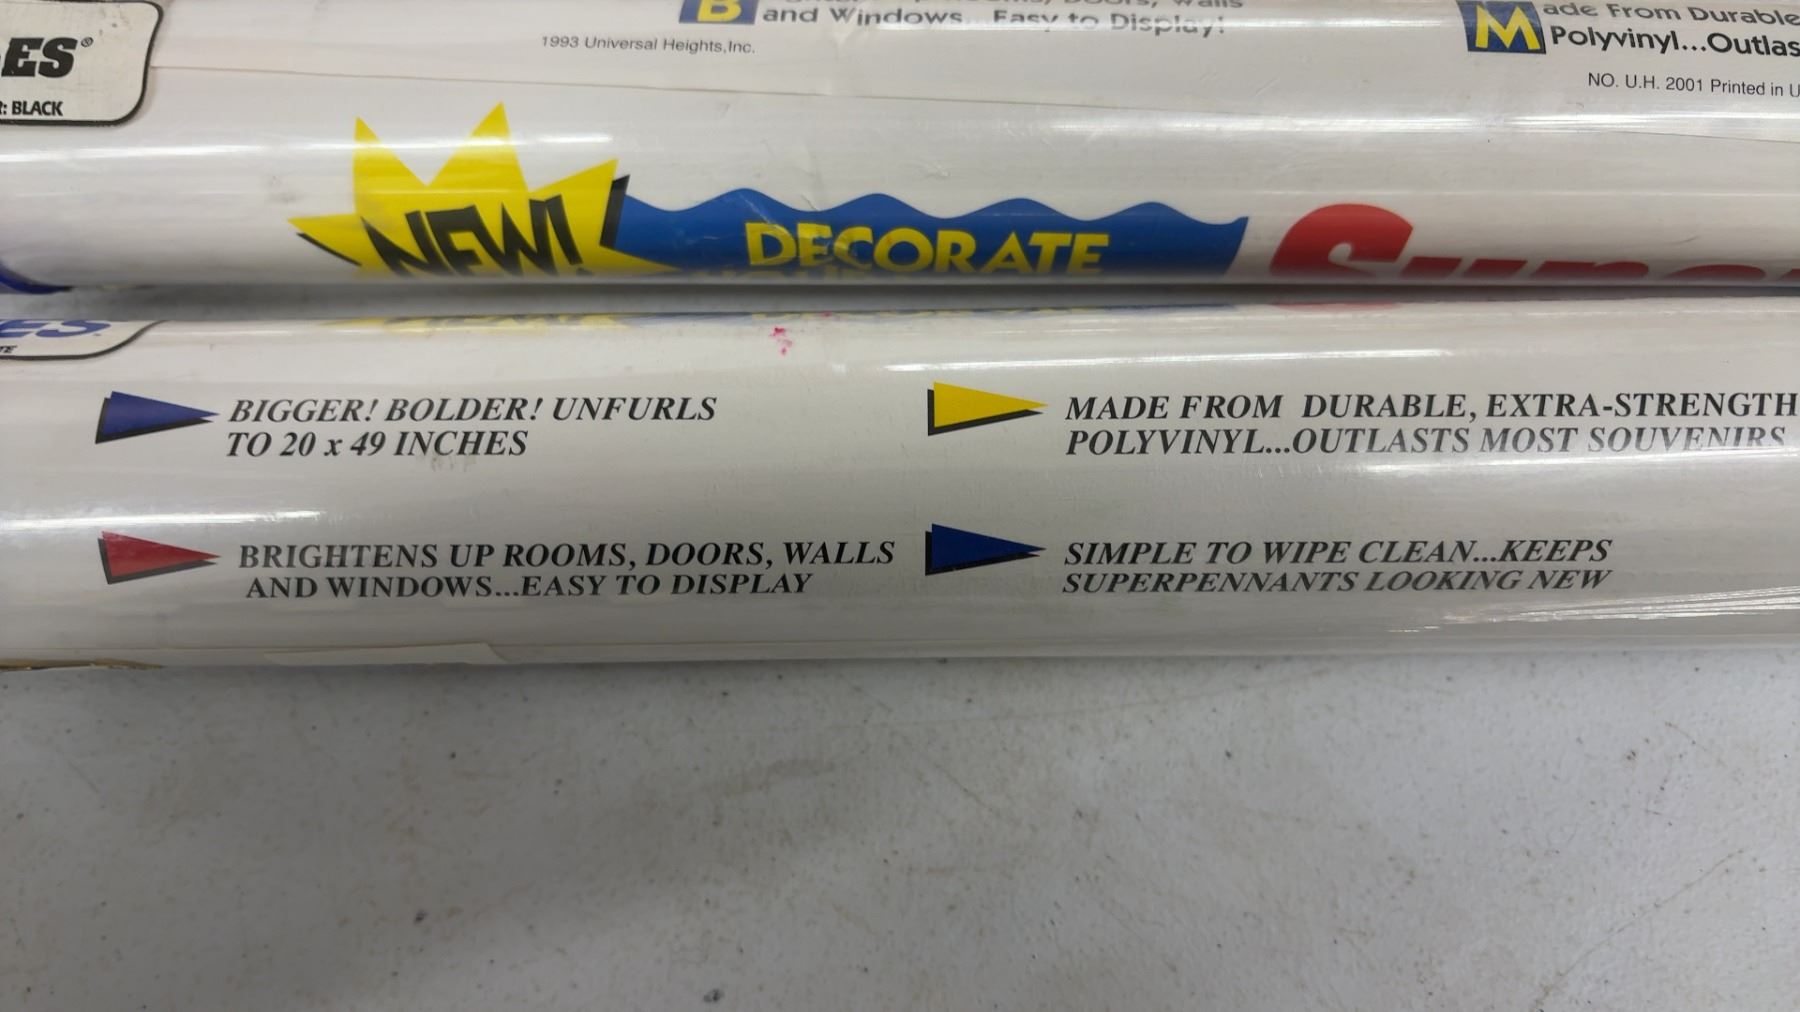 ES®
: BLACK
B
and Windows...Easy to Display!
1993 Universal Heights,Inc.
Made From Durable
Polyvinyl...Outlas
NO. U.H. 2001 Printed in U
NEW!
DECORATE
Supe
ES
BIGGER! BOLDER! UNFURLS
TO 20 x 49 INCHES
MADE FROM DURABLE, EXTRA-STRENGTH
POLYVINYL...OUTLASTS MOST SOUVENIRS
BRIGHTENS UP ROOMS, DOORS, WALLS
AND WINDOWS...EASY TO DISPLAY
SIMPLE TO WIPE CLEAN...KEEPS
SUPERPENNANTS LOOKING NEW